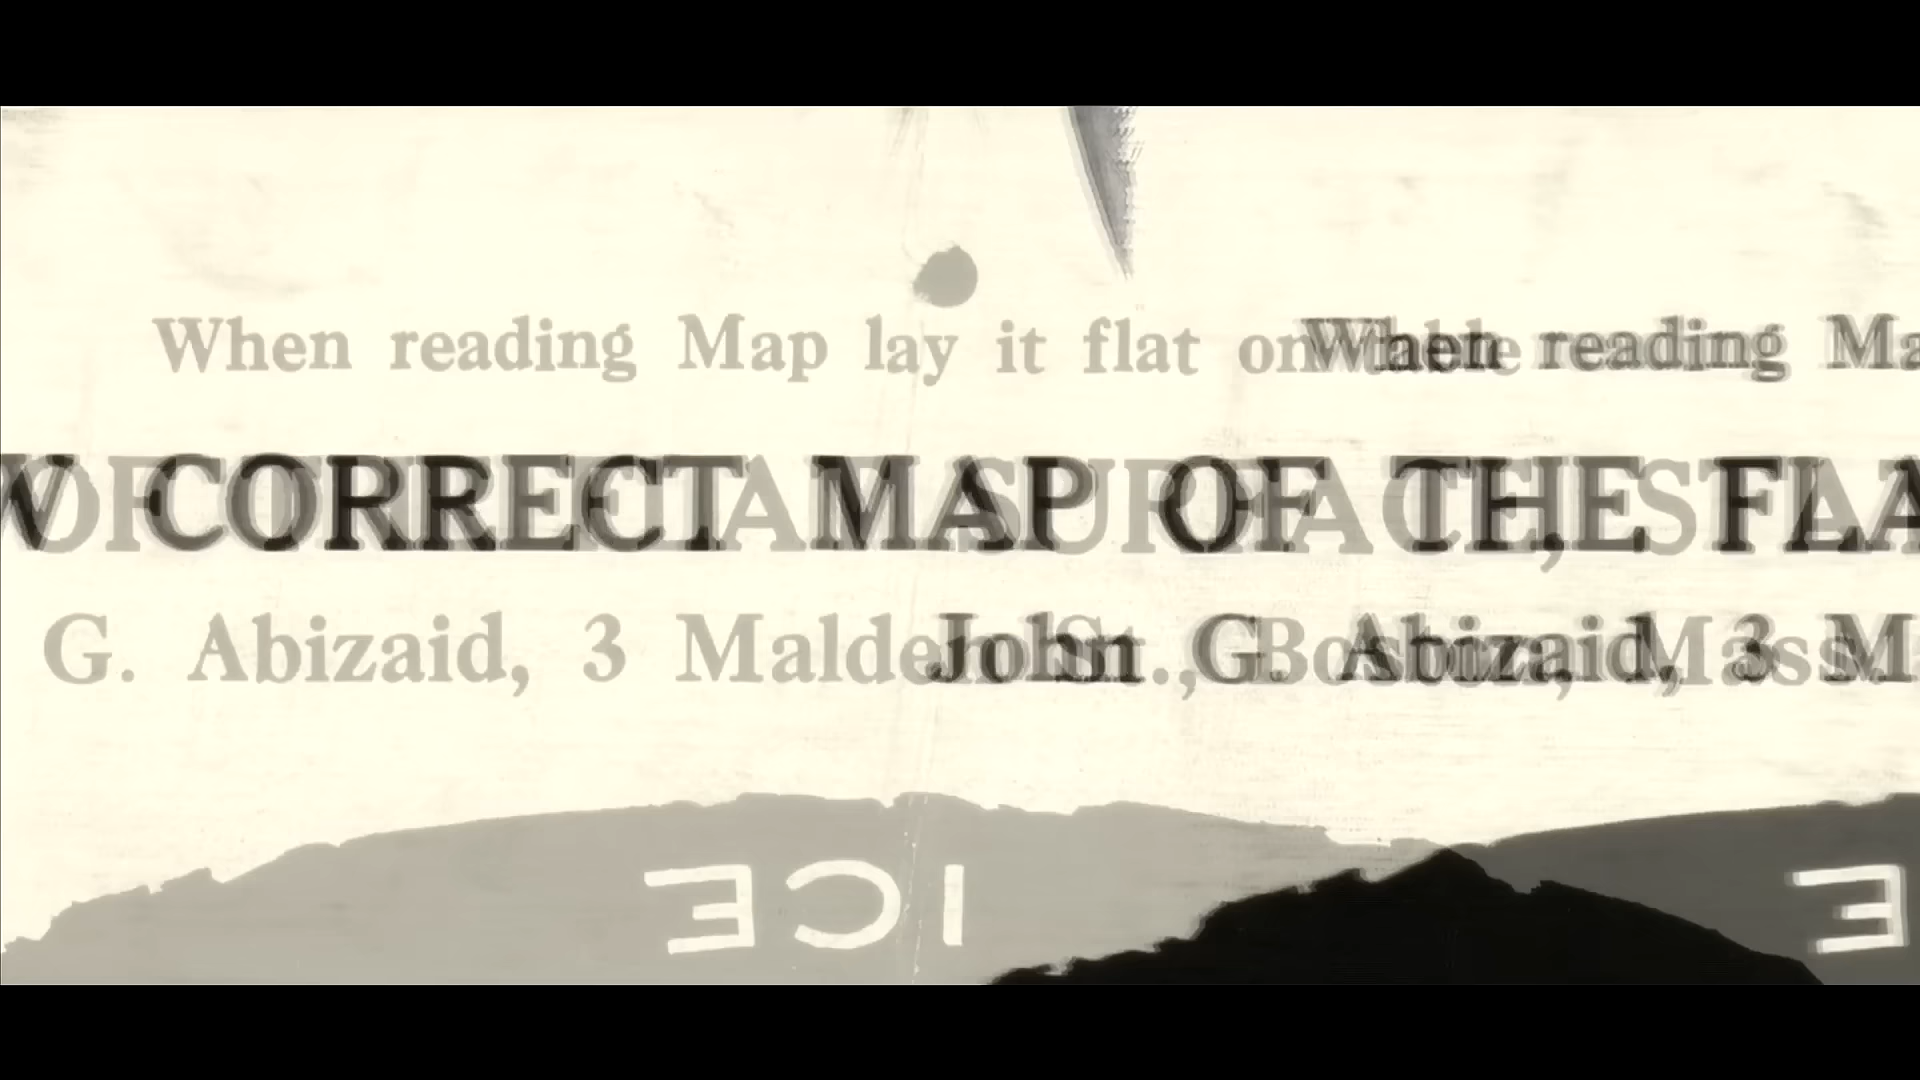 When reading Map lay it flat on table When reading Ma
W CORRECT MAP OF THE FLA
G. Abizaid, 3 Malden St., Boston, Mass John G. Abizaid, 3 M
ICE E